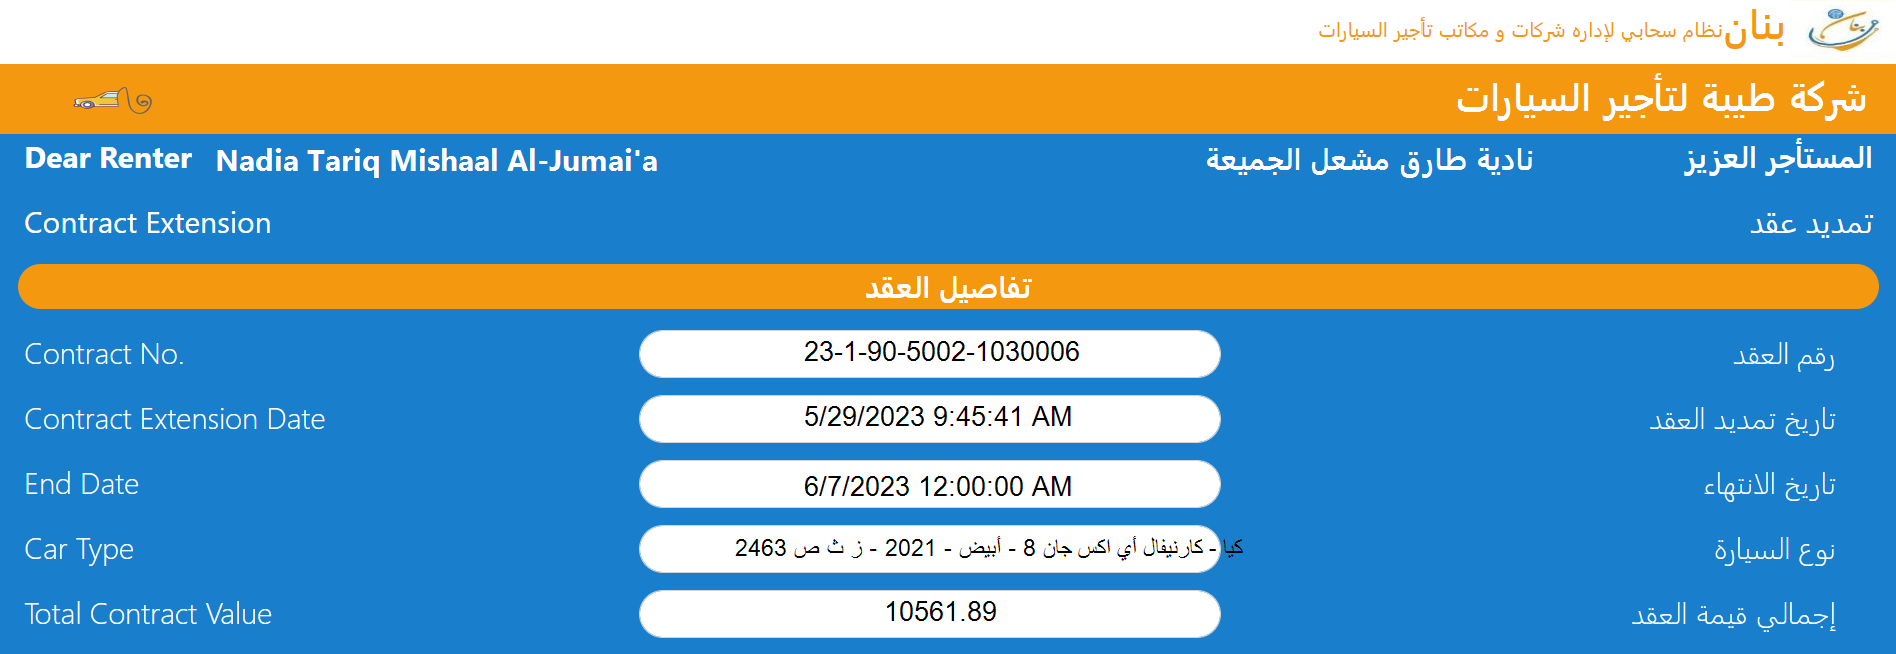 بنان نظام سحابي لإداره شركات و مكاتب تأجير السيارات
شركة طيبة لتأجير السيارات
Dear Renter Nadia Tariq Mishaal Al-Jumai'a نادية طارق مشعل الجميعة المستأجر العزيز
Contract Extension تمديد عقد
تفاصيل العقد
Contract No. 23-1-90-5002-1030006 رقم العقد
Contract Extension Date 5/29/2023 9:45:41 AM تاريخ تمديد العقد
End Date 6/7/2023 12:00:00 AM تاريخ الانتهاء
Car Type كيا - كارنيفال أي اكس جان 8 - أبيض - 2021 - ز ث ص 2463 نوع السيارة
Total Contract Value 10561.89 إجمالي قيمة العقد